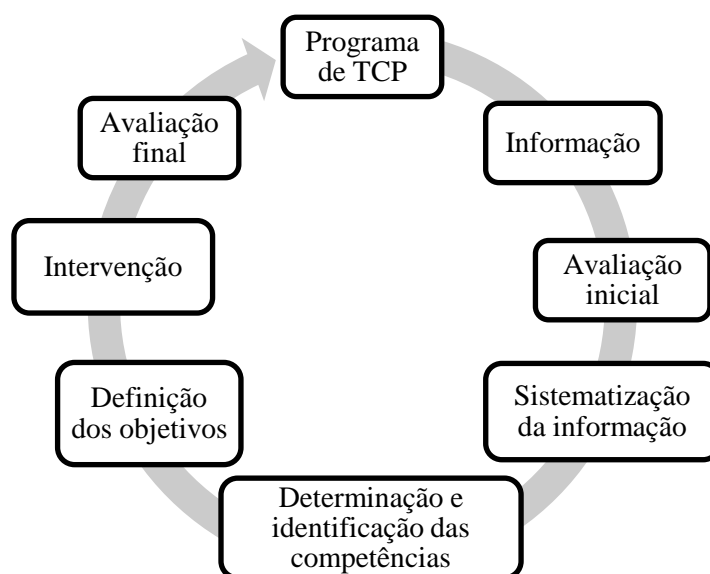 Programa
de TCP
Informação
Avaliação
inicial
Sistematização
da informação
Determinação e
identificação das
competências
Definição
dos objetivos
Intervenção
Avaliação
final